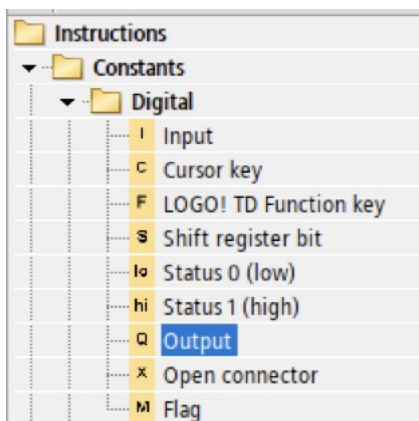 Instructions
Constants
Digital
I Input
C Cursor key
F LOGO! TD Function key
S Shift register bit
lo Status 0 (low)
hi Status 1 (high)
Q Output
X Open connector
M Flag